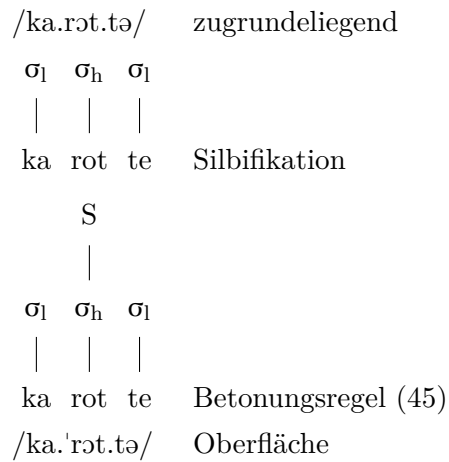 /ka.rɔt.tə/ zugrundeliegend
σl σh σl
ka rot te Silbifikation
S
σl σh σl
ka rot te Betonungsregel (45)
/ka.ˈrɔt.tə/ Oberfläche